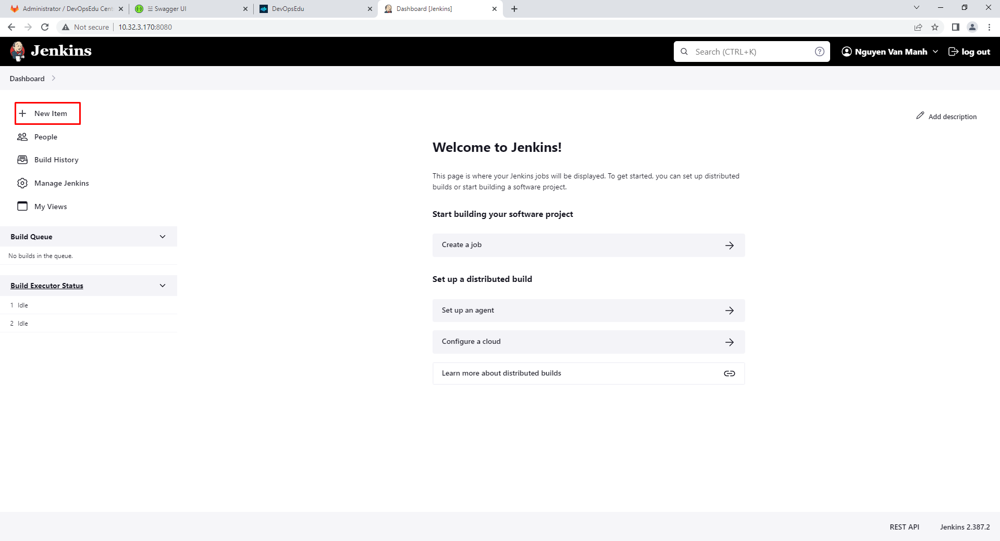 Administrator / DevOpsEdu Cent
Swagger UI
DevOpsEdu
Dashboard [Jenkins]
Not secure
10.32.3.170:8080
Jenkins
Search (CTRL+K)
Nguyen Van Manh
log out
Dashboard
New Item
People
Build History
Manage Jenkins
My Views
Build Queue
No builds in the queue.
Build Executor Status
1 Idle
2 Idle
Add description
Welcome to Jenkins!
This page is where your Jenkins jobs will be displayed. To get started, you can set up distributed
builds or start building a software project.
Start building your software project
Create a job
Set up a distributed build
Set up an agent
Configure a cloud
Learn more about distributed builds
REST API
Jenkins 2.387.2